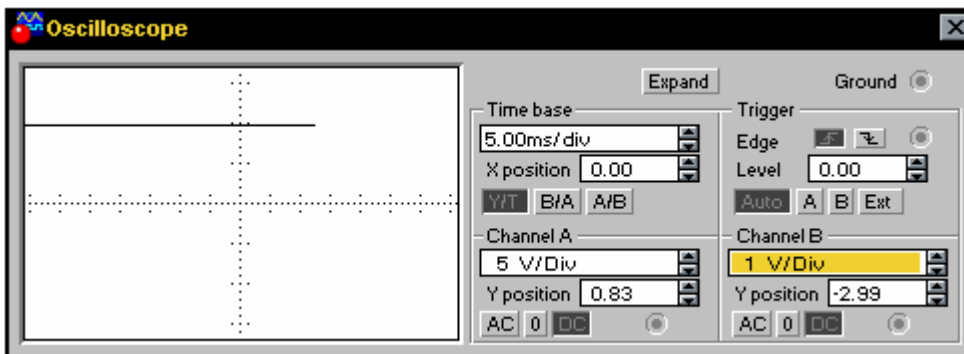 Oscilloscope
Expand
Ground
Time base
5.00ms/div
X position 0.00
Y/T B/A A/B
Trigger
Edge
Level 0.00
Auto A B Ext
Channel A
5 V/Div
Y position 0.83
AC 0 DC
Channel B
1 V/Div
Y position -2.99
AC 0 DC